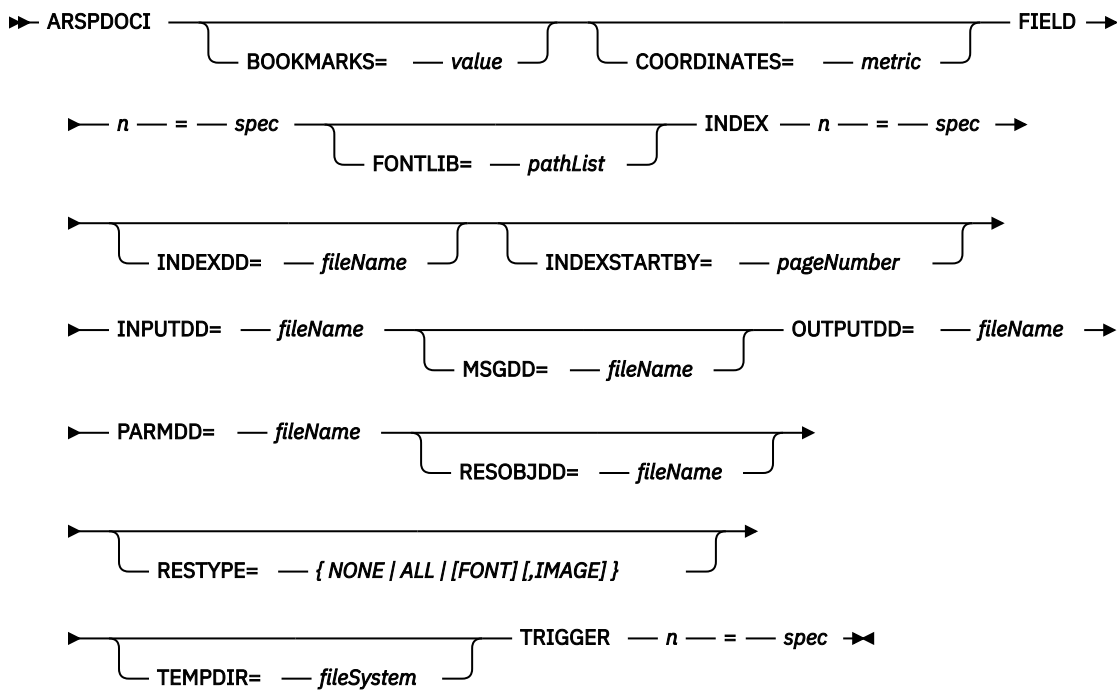 ARSPDOCI FIELD
BOOKMARKS= value COORDINATES= metric
n = spec INDEX n = spec
FONTLIB= pathList
INDEXDD= fileName INDEXSTARTBY= pageNumber
INPUTDD= fileName OUTPUTDD= fileName
MSGDD= fileName
PARMDD= fileName
RESOBJDD= fileName
RESTYPE= { NONE | ALL | [FONT] [,IMAGE] }
TRIGGER n = spec
TEMPDIR= fileSystem